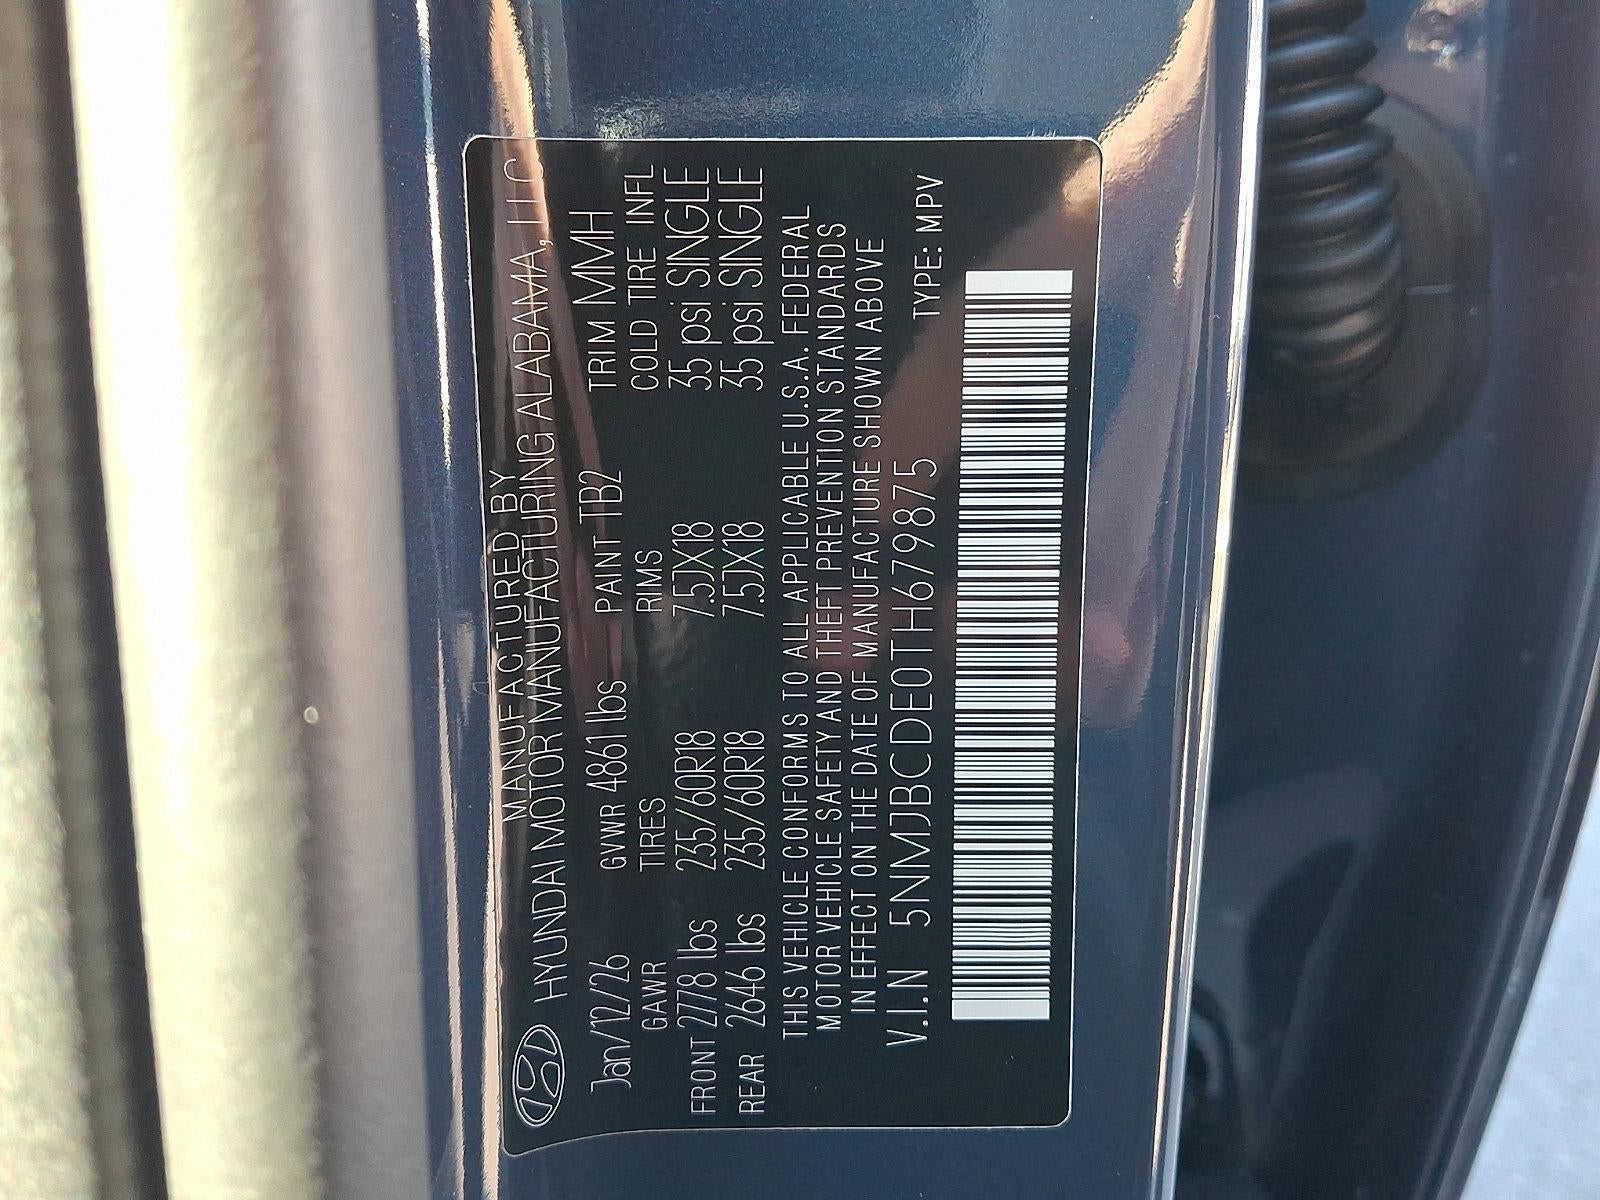 MANUFACTURED BY
HYUNDAI MOTOR MANUFACTURING ALABAMA, LLC
Jan/12/26 GVWR 4861 lbs PAINT TB2 TRIM MMH
GAWR TIRES RIMS COLD TIRE INFL
FRONT 2778 lbs 235/60R18 7.5JX18 35 psi SINGLE
REAR 2646 lbs 235/60R18 7.5JX18 35 psi SINGLE
THIS VEHICLE CONFORMS TO ALL APPLICABLE U.S.A. FEDERAL
MOTOR VEHICLE SAFETY AND THEFT PREVENTION STANDARDS
IN EFFECT ON THE DATE OF MANUFACTURE SHOWN ABOVE
V.I.N 5NMJBCDE0TH679875 TYPE: MPV